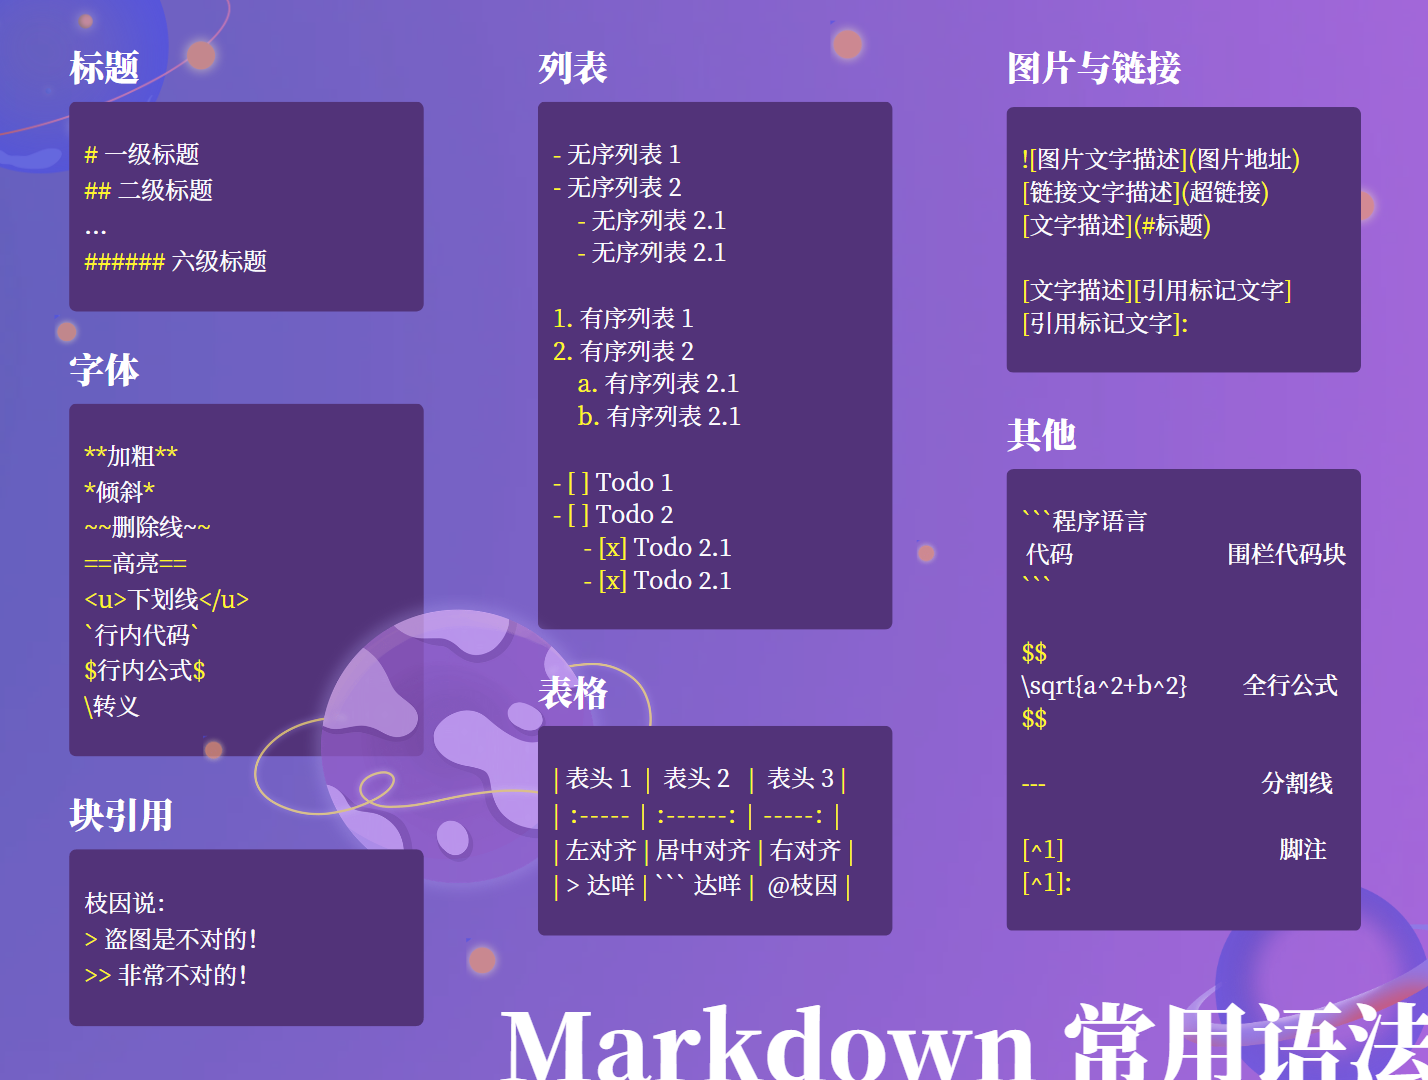 标题
# 一级标题
## 二级标题
...
###### 六级标题
字体
**加粗**
*倾斜*
~~删除线~~
==高亮==
<u>下划线</u>
`行内代码`
$行内公式$
\转义
块引用
枝因说：
> 盗图是不对的！
>> 非常不对的！
列表
- 无序列表 1
- 无序列表 2
- 无序列表 2.1
- 无序列表 2.1
1. 有序列表 1
2. 有序列表 2
a. 有序列表 2.1
b. 有序列表 2.1
- [ ] Todo 1
- [ ] Todo 2
- [x] Todo 2.1
- [x] Todo 2.1
表格
| 表头 1 | 表头 2 | 表头 3 |
| :----- | :------: | -----: |
| 左对齐 | 居中对齐 | 右对齐 |
| > 达咩 | ``` 达咩 | @枝因 |
图片与链接
![图片文字描述](图片地址)
[链接文字描述](超链接)
[文字描述](#标题)
[文字描述][引用标记文字]
[引用标记文字]:
其他
```程序语言
代码 围栏代码块
```
$$
\sqrt{a^2+b^2} 全行公式
$$
--- 分割线
[^1] 脚注
[^1]:
Markdown 常用语法